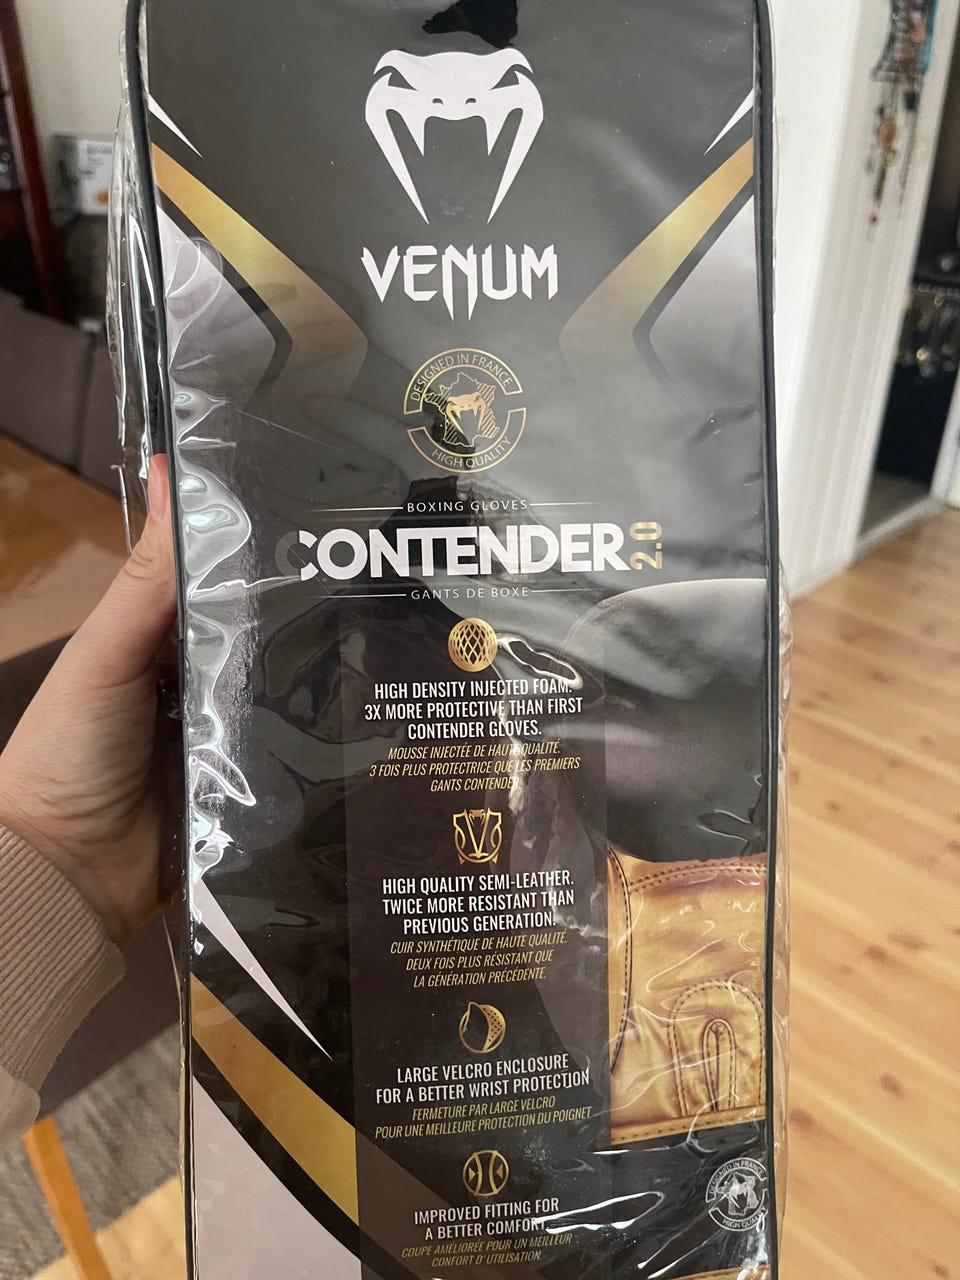 VENUM
DESIGNED IN FRANCE
HIGH QUALITY
BOXING GLOVES
CONTENDER 2.0
GANTS DE BOXE
HIGH DENSITY INJECTED FOAM.
3X MORE PROTECTIVE THAN FIRST
CONTENDER GLOVES.
MOUSSE INJECTÉE DE HAUTE QUALITÉ.
3 FOIS PLUS PROTECTRICE QUE LES PREMIERS
GANTS CONTENDER.
HIGH QUALITY SEMI-LEATHER.
TWICE MORE RESISTANT THAN
PREVIOUS GENERATION.
CUIR SYNTHÉTIQUE DE HAUTE QUALITÉ.
DEUX FOIS PLUS RÉSISTANT QUE
LA GÉNÉRATION PRÉCÉDENTE.
LARGE VELCRO ENCLOSURE
FOR A BETTER WRIST PROTECTION
FERMETURE PAR LARGE VELCRO
POUR UNE MEILLEURE PROTECTION DU POIGNET
DESIGNED IN FRANCE
HIGH QUALITY
IMPROVED FITTING FOR
A BETTER COMFORT
COUPE AMÉLIORÉE POUR UN MEILLEUR
CONFORT D'UTILISATION.